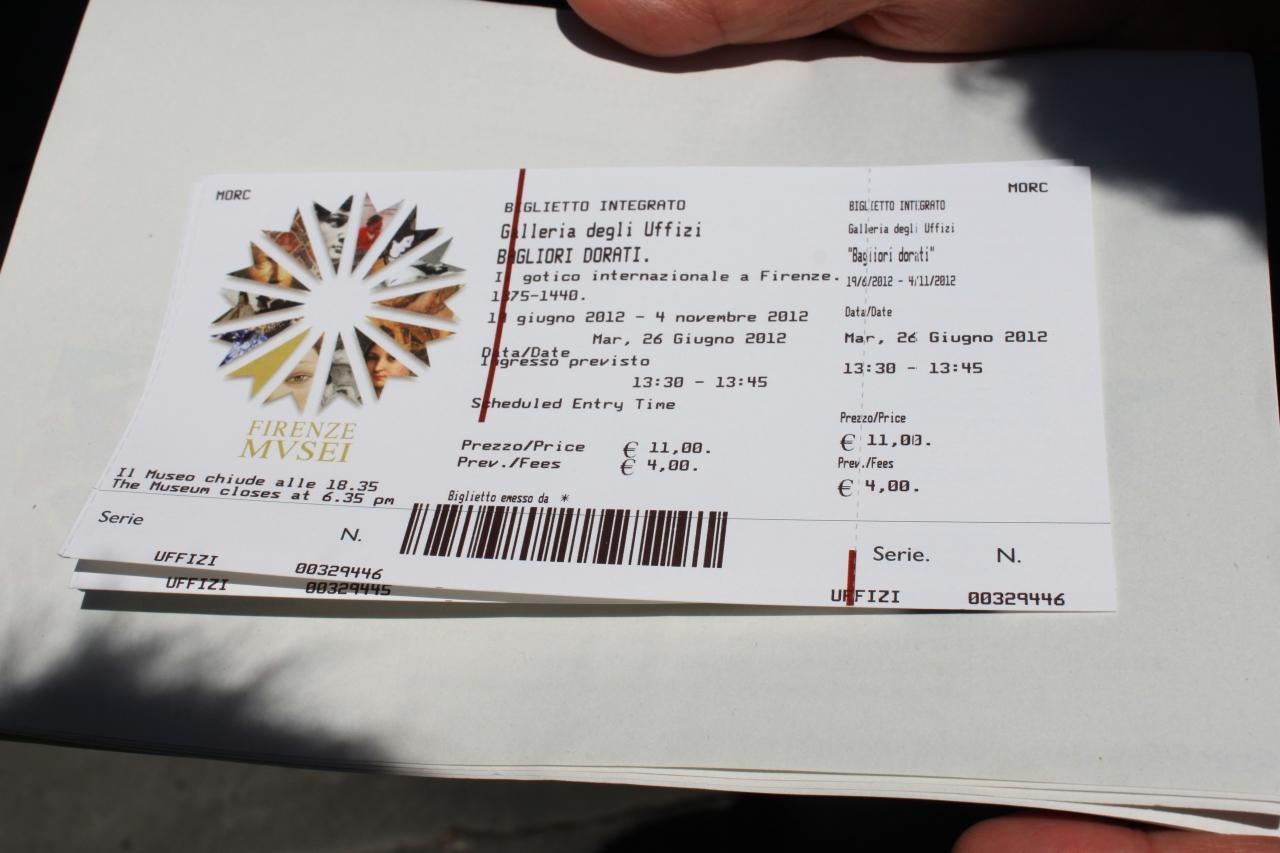 MORC
FIRENZE
MVSEI
Il Museo chiude alle 18.35
The Museum closes at 6.35 pm
Serie
N.
UFFIZI 00329446
UFFIZI 00329445
BIGLIETTO INTEGRATO
Galleria degli Uffizi
BAGLIORI DORATI.
Il gotico internazionale a Firenze.
1375-1440.
19 giugno 2012 - 4 novembre 2012
Mar, 26 Giugno 2012
Data/Date
Ingresso previsto
13:30 - 13:45
Scheduled Entry Time
Prezzo/Price € 11,00.
Prev./Fees € 4,00.
Biglietto emesso da *
MORC
BIGLIETTO INTEGRATO
Galleria degli Uffizi
"Bagliori dorati"
19/6/2012 - 4/11/2012
Data/Date
Mar, 26 Giugno 2012
13:30 - 13:45
Prezzo/Price
€ 11,00.
Prev./Fees
€ 4,00.
Serie. N.
UFFIZI 00329446